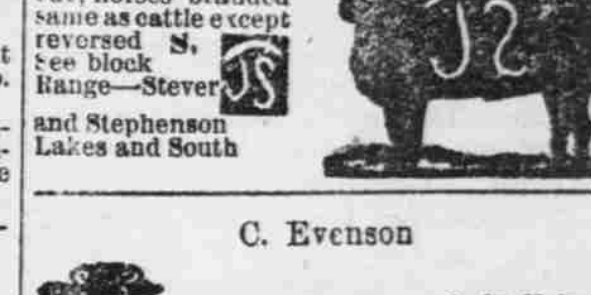 same as cattle except
reversed S,
See block
Range—Stever
and Stephenson
Lakes and South
C. Evenson